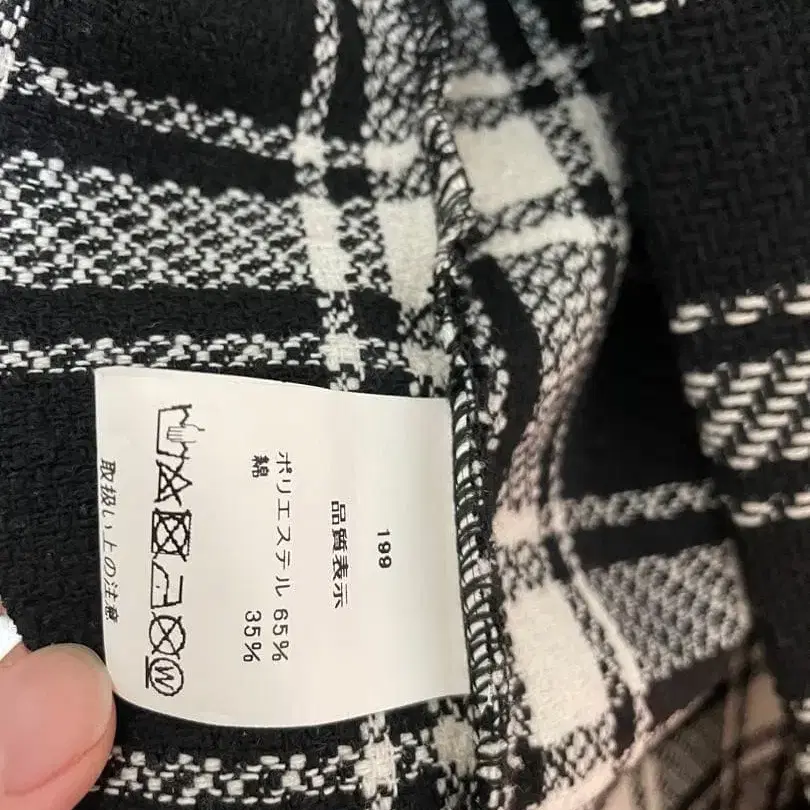 199
品質表示
ポリエステル 65%
綿 35%
W
取扱い上の注意